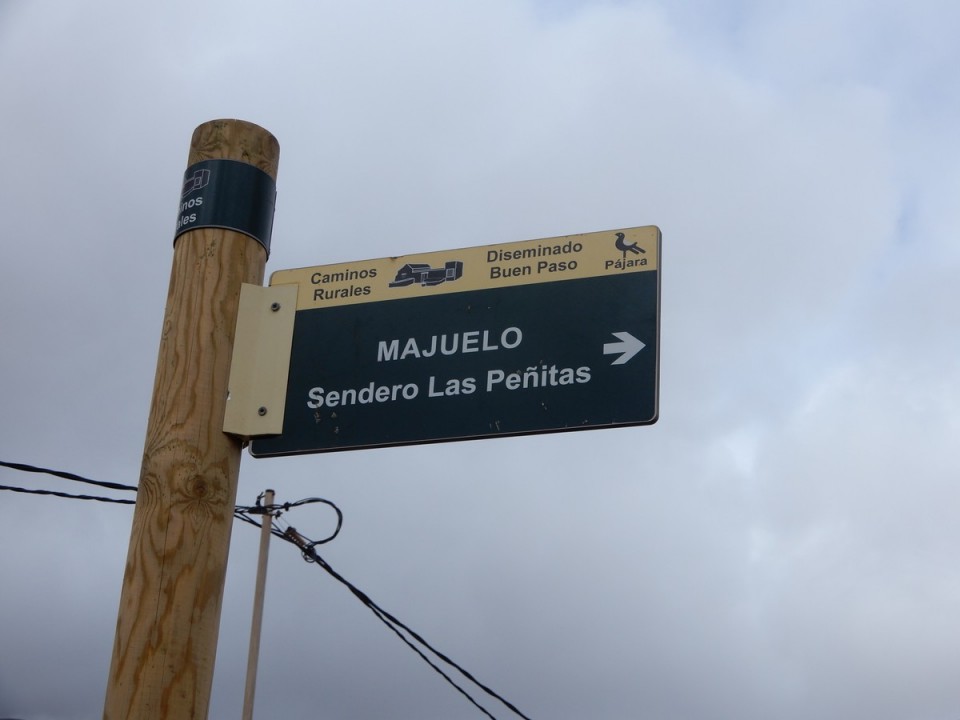 Caminos
Rurales
Diseminado
Buen Paso
Pájara
MAJUELO
Sendero Las Peñitas